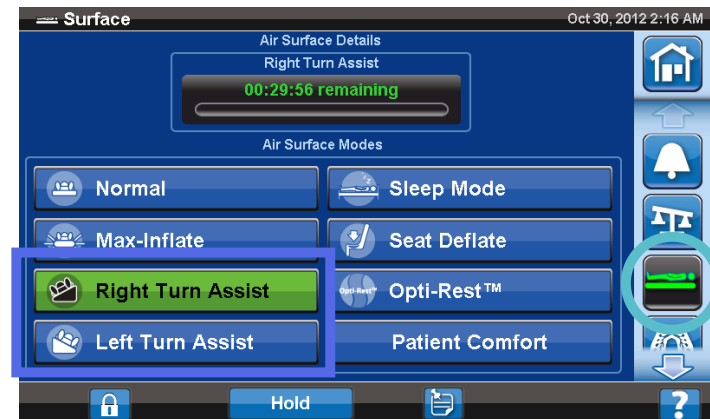 Surface
Oct 30, 2012 2:16 AM
Air Surface Details
Right Turn Assist
00:29:56 remaining
Air Surface Modes
Normal
Sleep Mode
Max-Inflate
Seat Deflate
Right Turn Assist
Opti-Rest™ Opti-Rest™
Left Turn Assist
Patient Comfort
Hold
?